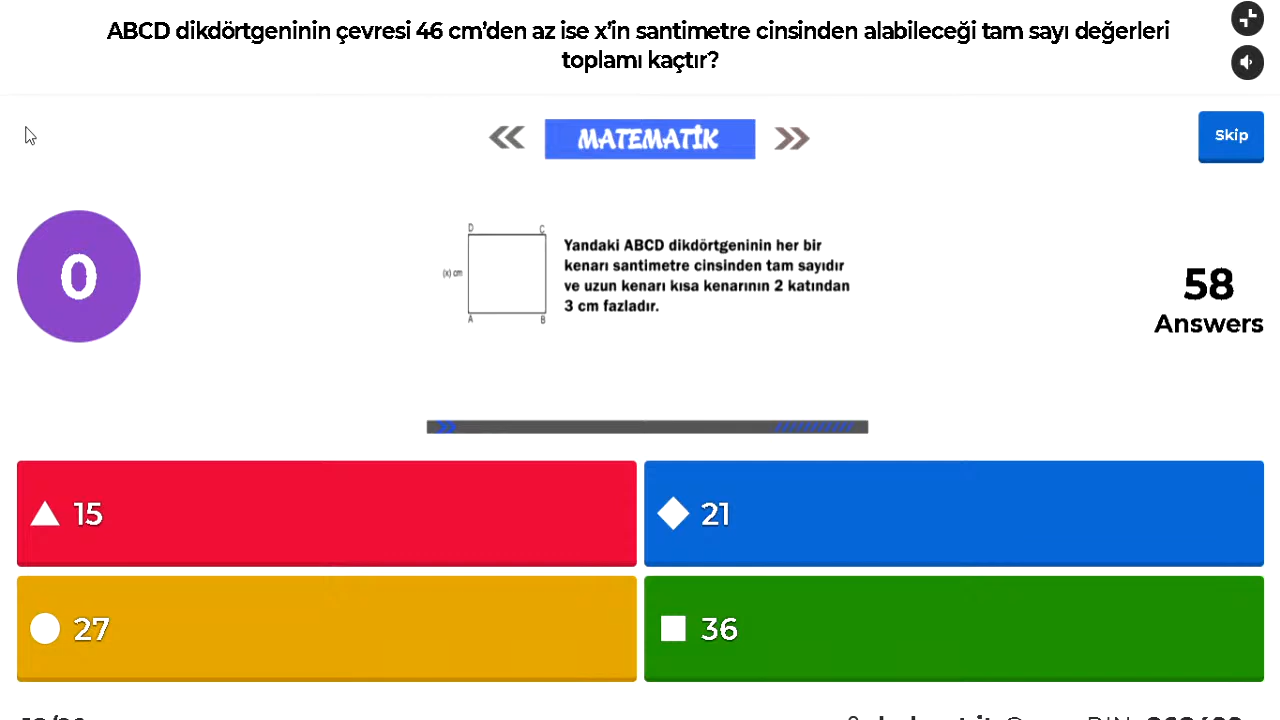 ABCD dikdörtgeninin çevresi 46 cm'den az ise x'in santimetre cinsinden alabileceği tam sayı değerleri
toplamı kaçtır?
MATEMATİK
Skip
0
D
C
(x) cm
A
B
Yandaki ABCD dikdörtgeninin her bir
kenarı santimetre cinsinden tam sayıdır
ve uzun kenarı kısa kenarının 2 katından
3 cm fazladır.
58
Answers
15
21
27
36